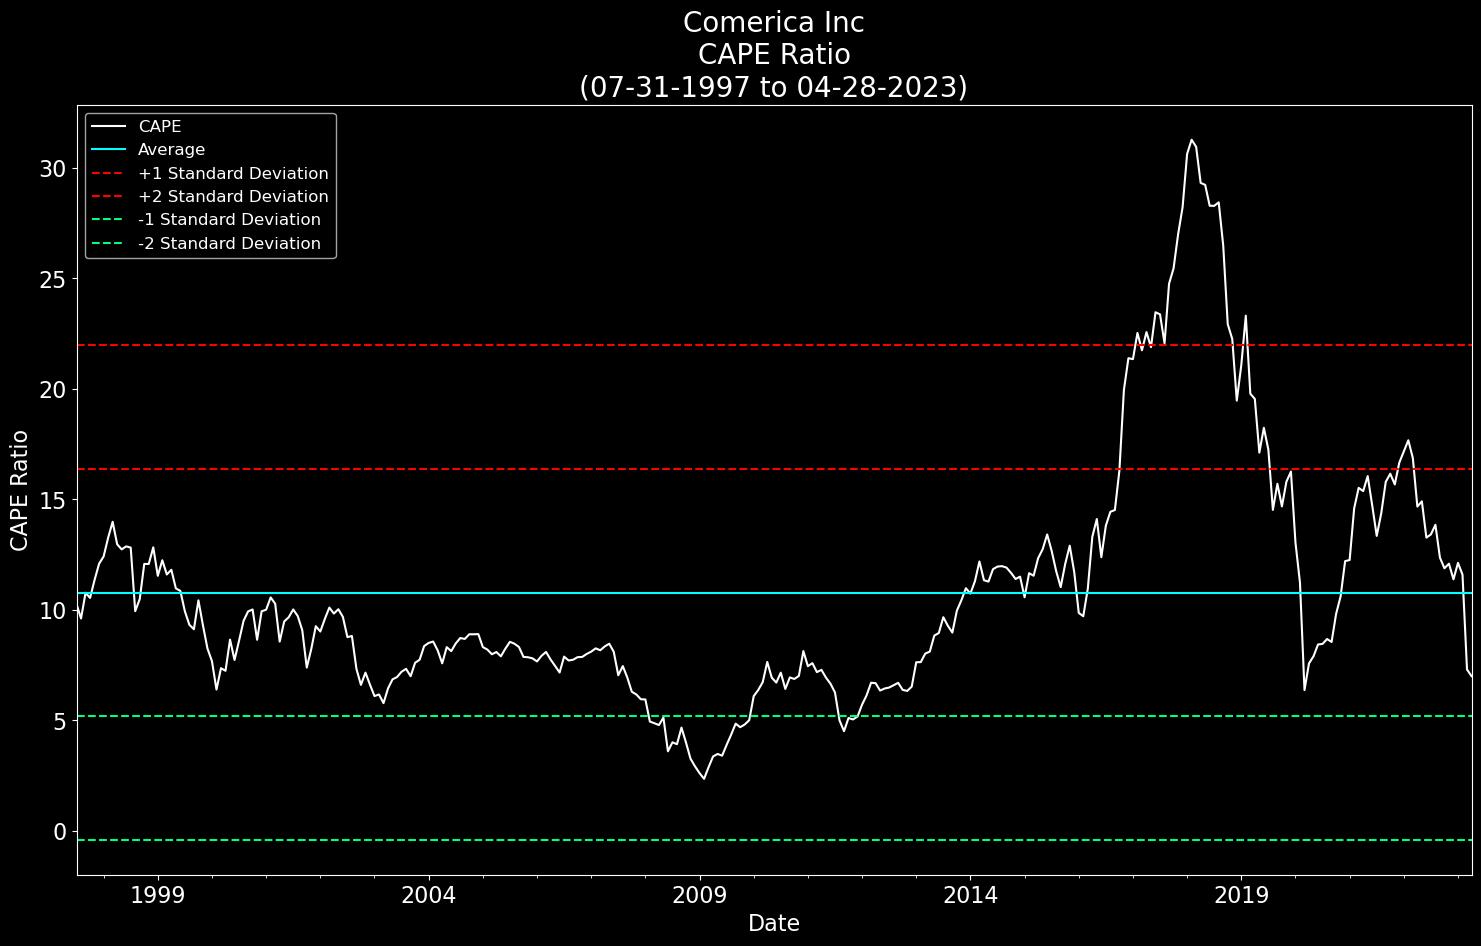 Comerica Inc
CAPE Ratio
(07-31-1997 to 04-28-2023)
CAPE
Average
+1 Standard Deviation
+2 Standard Deviation
-1 Standard Deviation
-2 Standard Deviation
30
25
20
15
10
5
0
CAPE Ratio
1999 2004 2009 2014 2019
Date